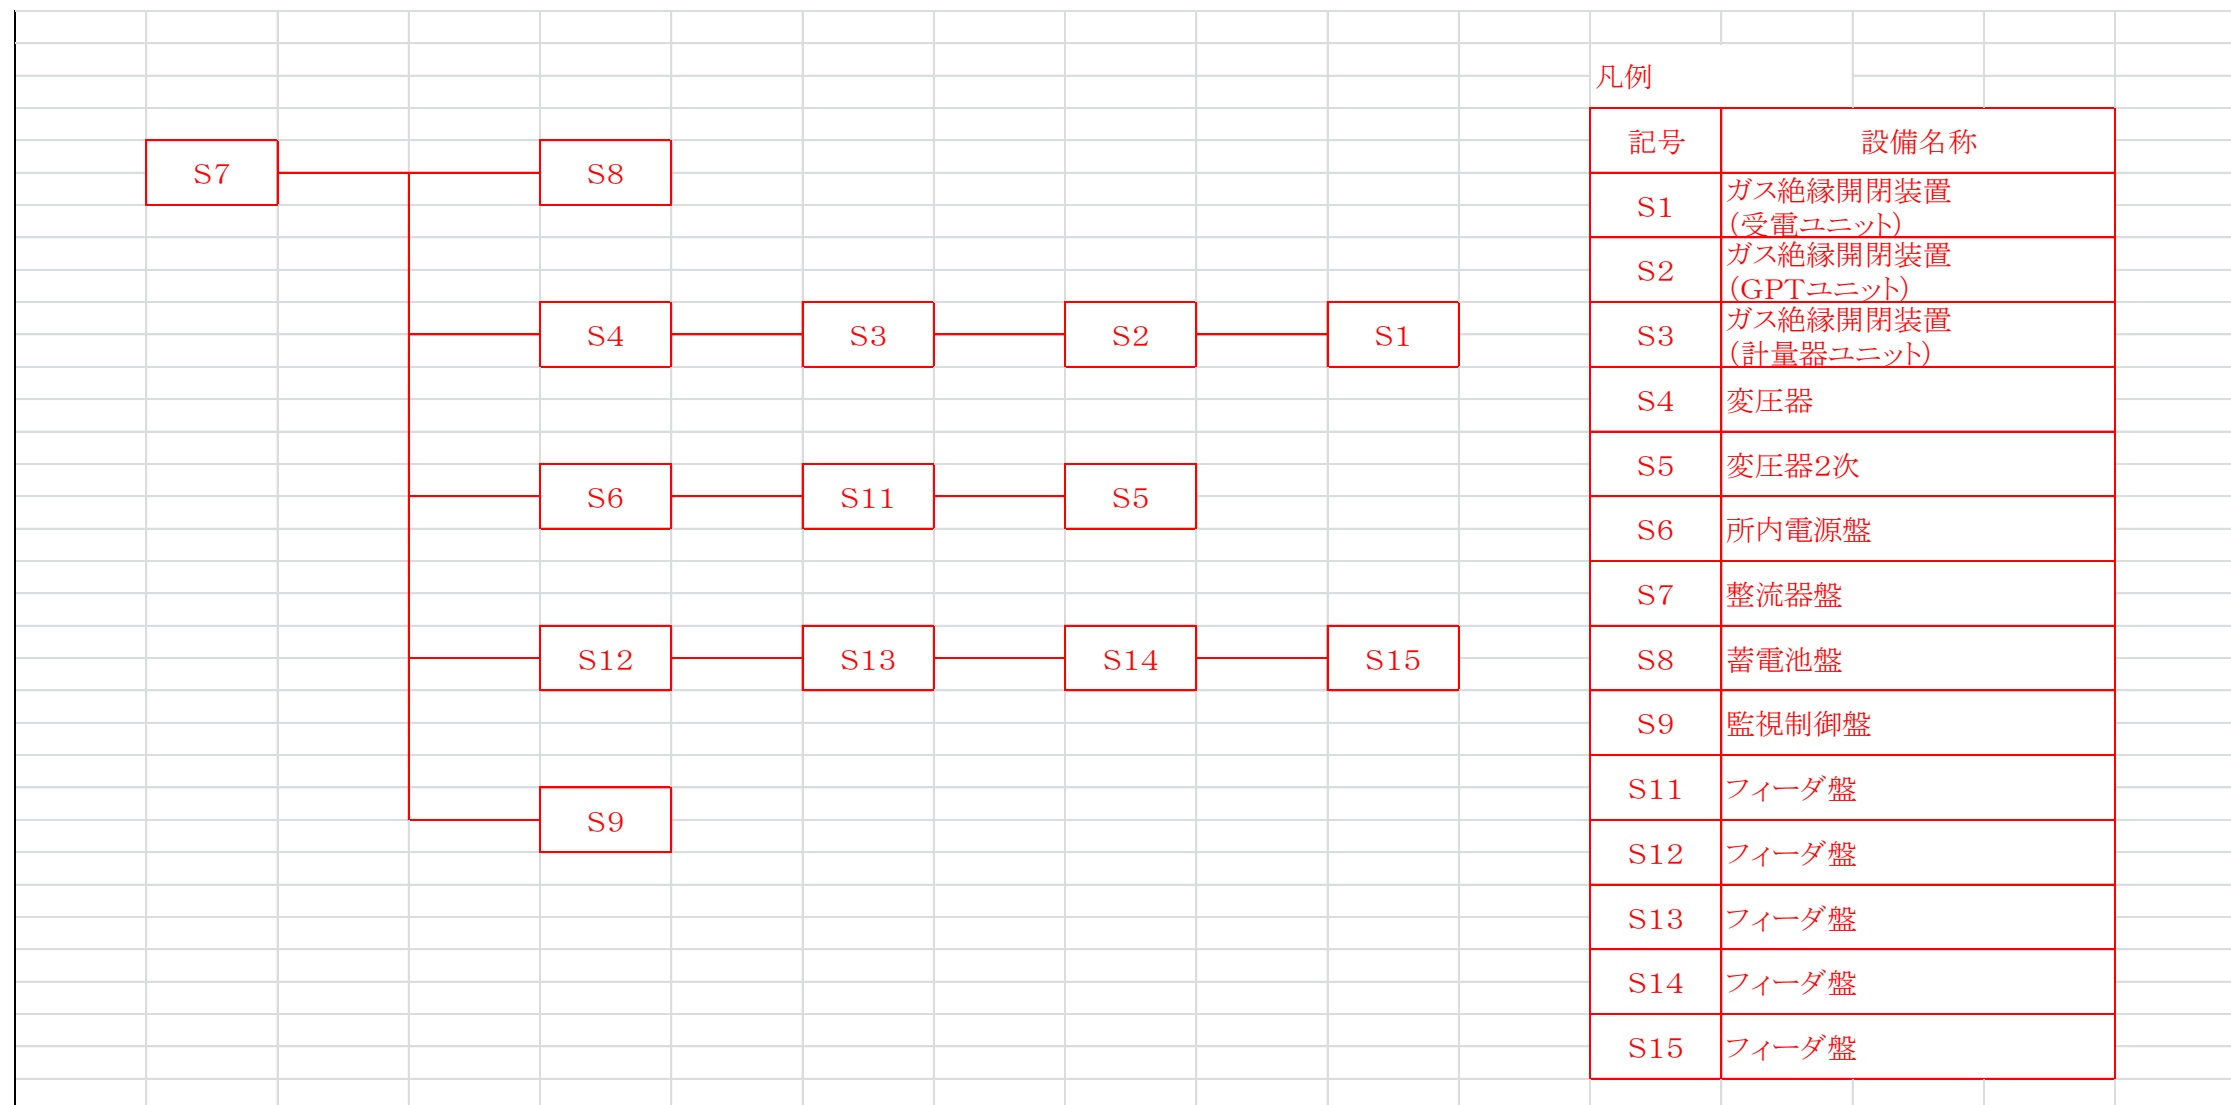 凡例
記号 設備名称
S7 S8
S1 ガス絶縁開閉装置
（受電ユニット）
S2 ガス絶縁開閉装置
（GPTユニット）
S4 S3 S2 S1
S3 ガス絶縁開閉装置
（計量器ユニット）
S4 変圧器
S5 変圧器2次
S6 S11 S5
S6 所内電源盤
S7 整流器盤
S12 S13 S14 S15
S8 蓄電池盤
S9 監視制御盤
S11 フィーダ盤
S9
S12 フィーダ盤
S13 フィーダ盤
S14 フィーダ盤
S15 フィーダ盤